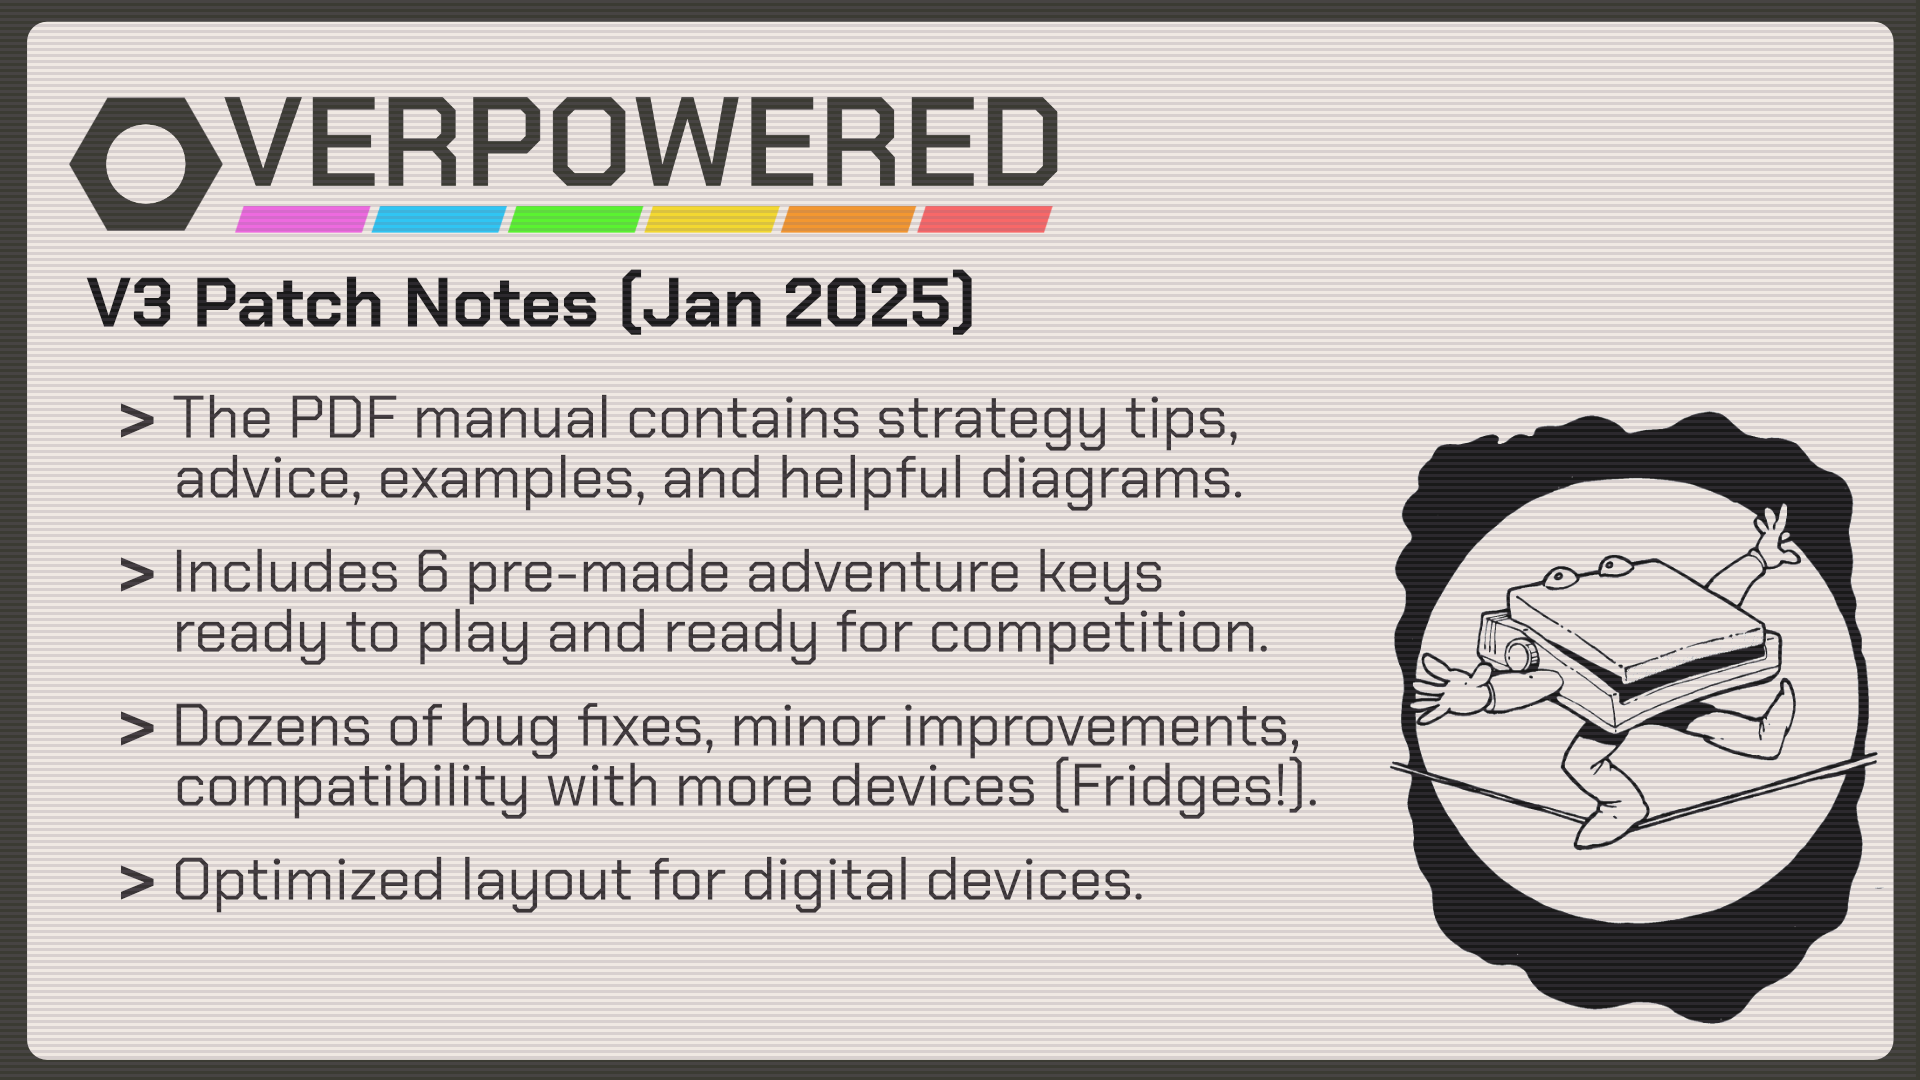 OVERPOWERED
V3 Patch Notes (Jan 2025)
> The PDF manual contains strategy tips,
advice, examples, and helpful diagrams.
> Includes 6 pre-made adventure keys
ready to play and ready for competition.
> Dozens of bug fixes, minor improvements,
compatibility with more devices (Fridges!).
> Optimized layout for digital devices.